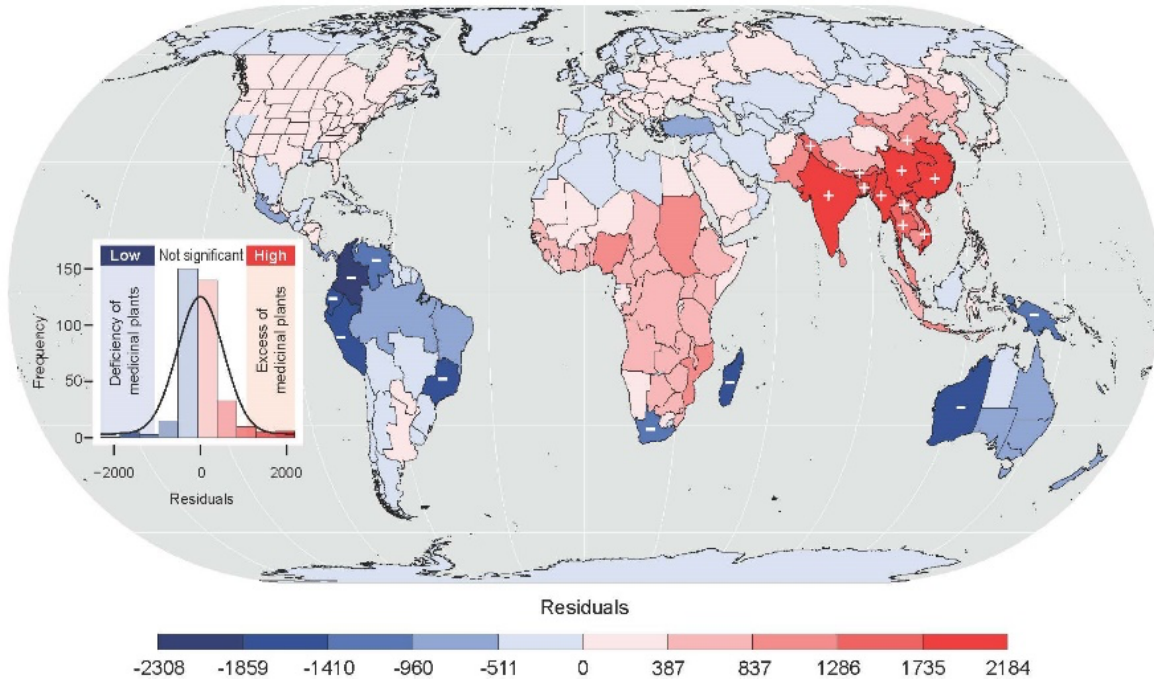 Low Not significant High
Deficiency of
medicinal plants
Excess of
medicinal plants
Frequency
150
100
50
0
−2000 0 2000
Residuals
+ + + + + + + + + + + +
- - - - - - - - -
Residuals
-2308 -1859 -1410 -960 -511 0 387 837 1286 1735 2184